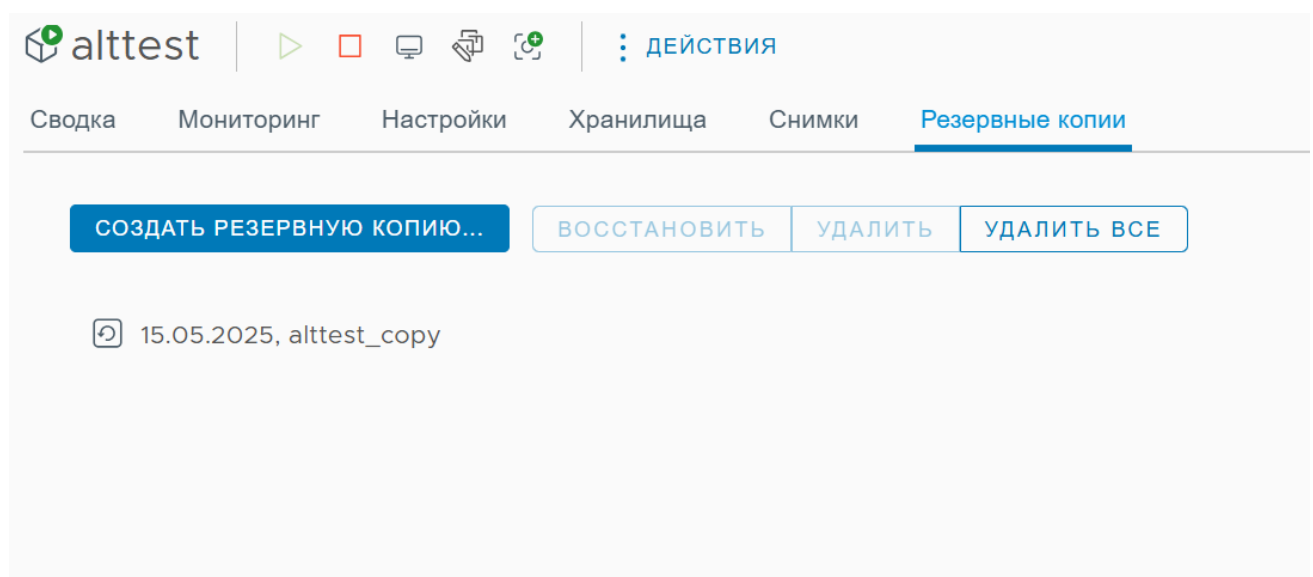 alttest ДЕЙСТВИЯ
Сводка Мониторинг Настройки Хранилища Снимки Резервные копии
СОЗДАТЬ РЕЗЕРВНУЮ КОПИЮ... ВОССТАНОВИТЬ УДАЛИТЬ УДАЛИТЬ ВСЕ
15.05.2025, alttest_copy